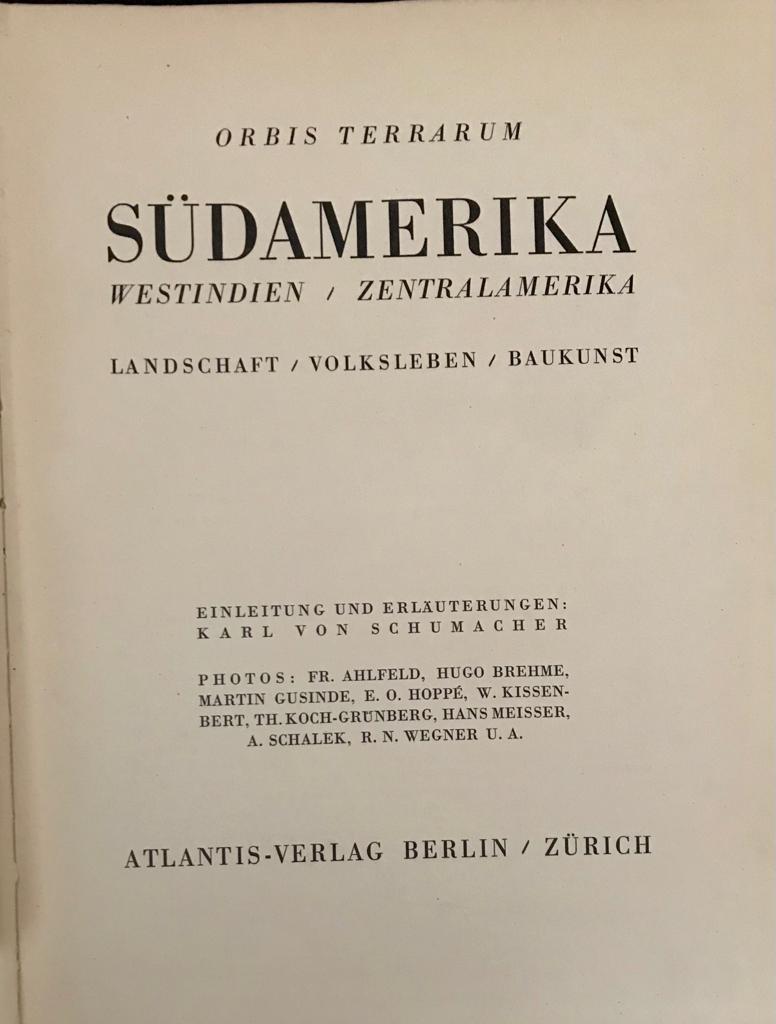 ORBIS TERRARUM
SÜDAMERIKA
WESTINDIEN / ZENTRALAMERIKA
LANDSCHAFT / VOLKSLEBEN / BAUKUNST
EINLEITUNG UND ERLÄUTERUNGEN:
KARL VON SCHUMACHER
PHOTOS: FR. AHLFELD, HUGO BREHME,
MARTIN GUSINDE, E. O. HOPPÉ, W. KISSEN-
BERT, TH. KOCH-GRÜNBERG, HANS MEISSER,
A. SCHALEK, R. N. WEGNER U. A.
ATLANTIS-VERLAG BERLIN / ZÜRICH